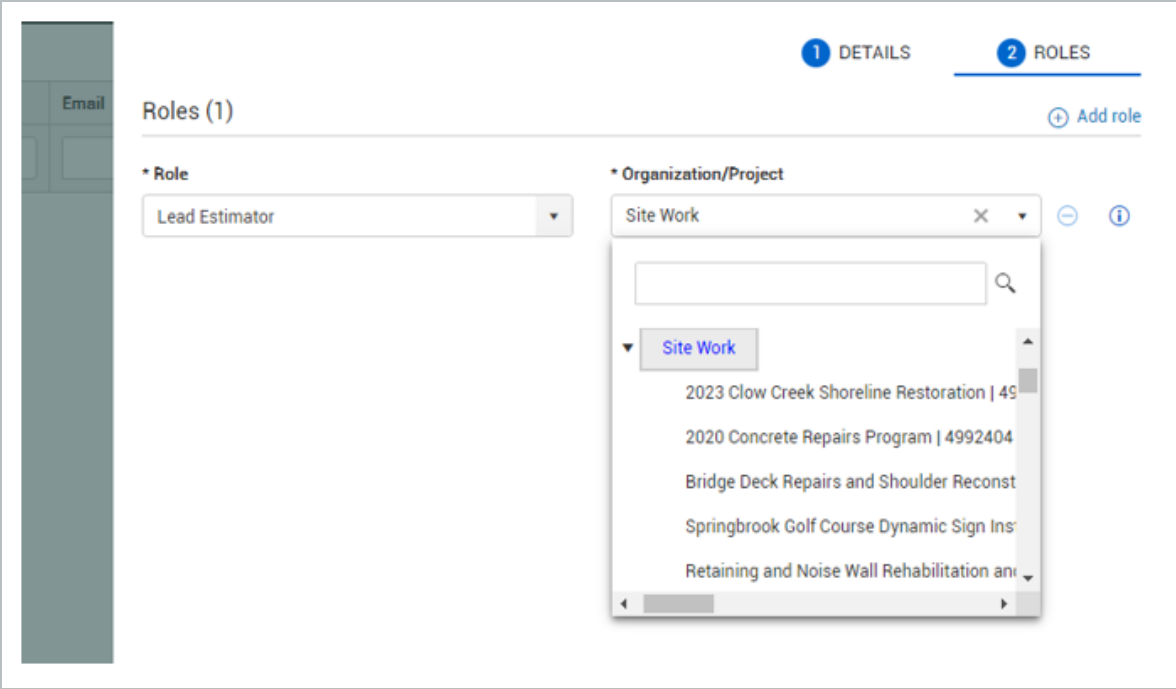 1 DETAILS
2 ROLES
Email
Roles (1)
Add role
* Role
* Organization/Project
Lead Estimator
Site Work
Site Work
2023 Clow Creek Shoreline Restoration | 49
2020 Concrete Repairs Program | 4992404
Bridge Deck Repairs and Shoulder Reconst
Springbrook Golf Course Dynamic Sign Ins
Retaining and Noise Wall Rehabilitation an